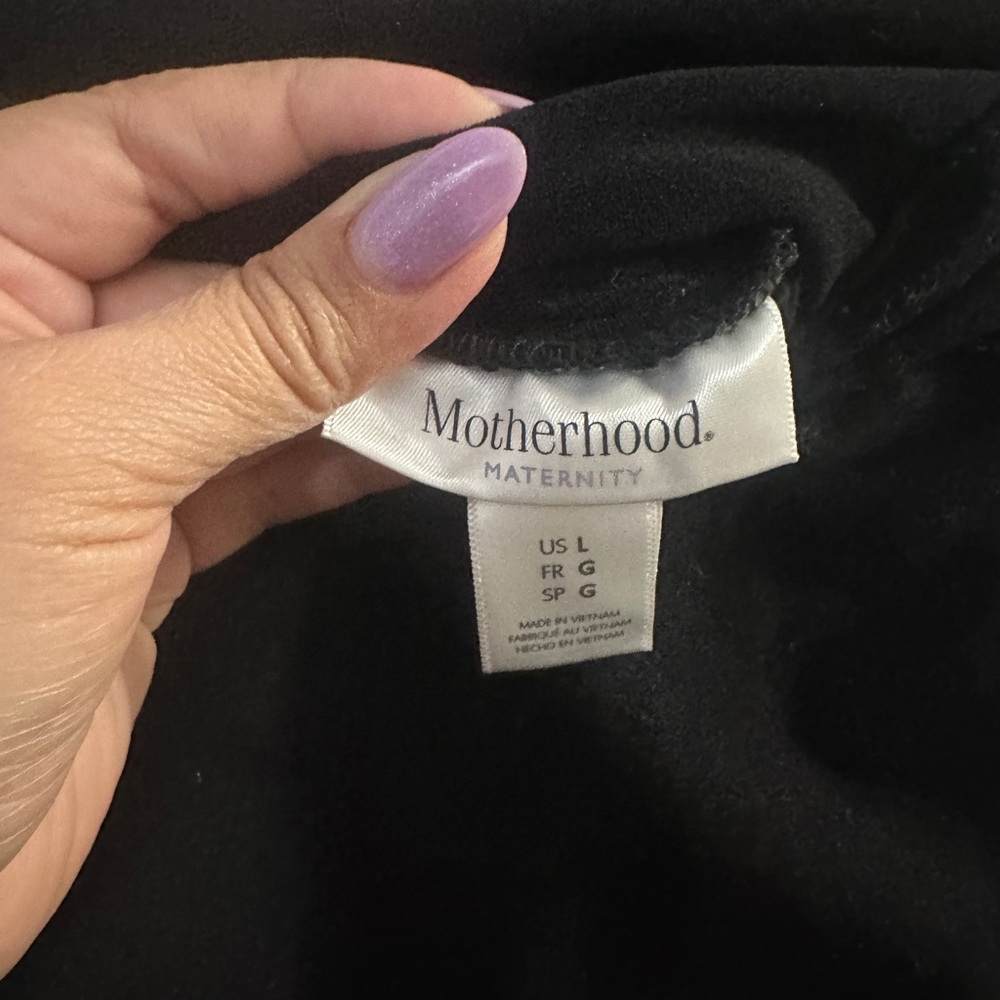 Motherhood®
MATERNITY
US L
FR G
SP G
MADE IN VIETNAM
FABRIQUÉ AU VIETNAM
HECHO EN VIETNAM